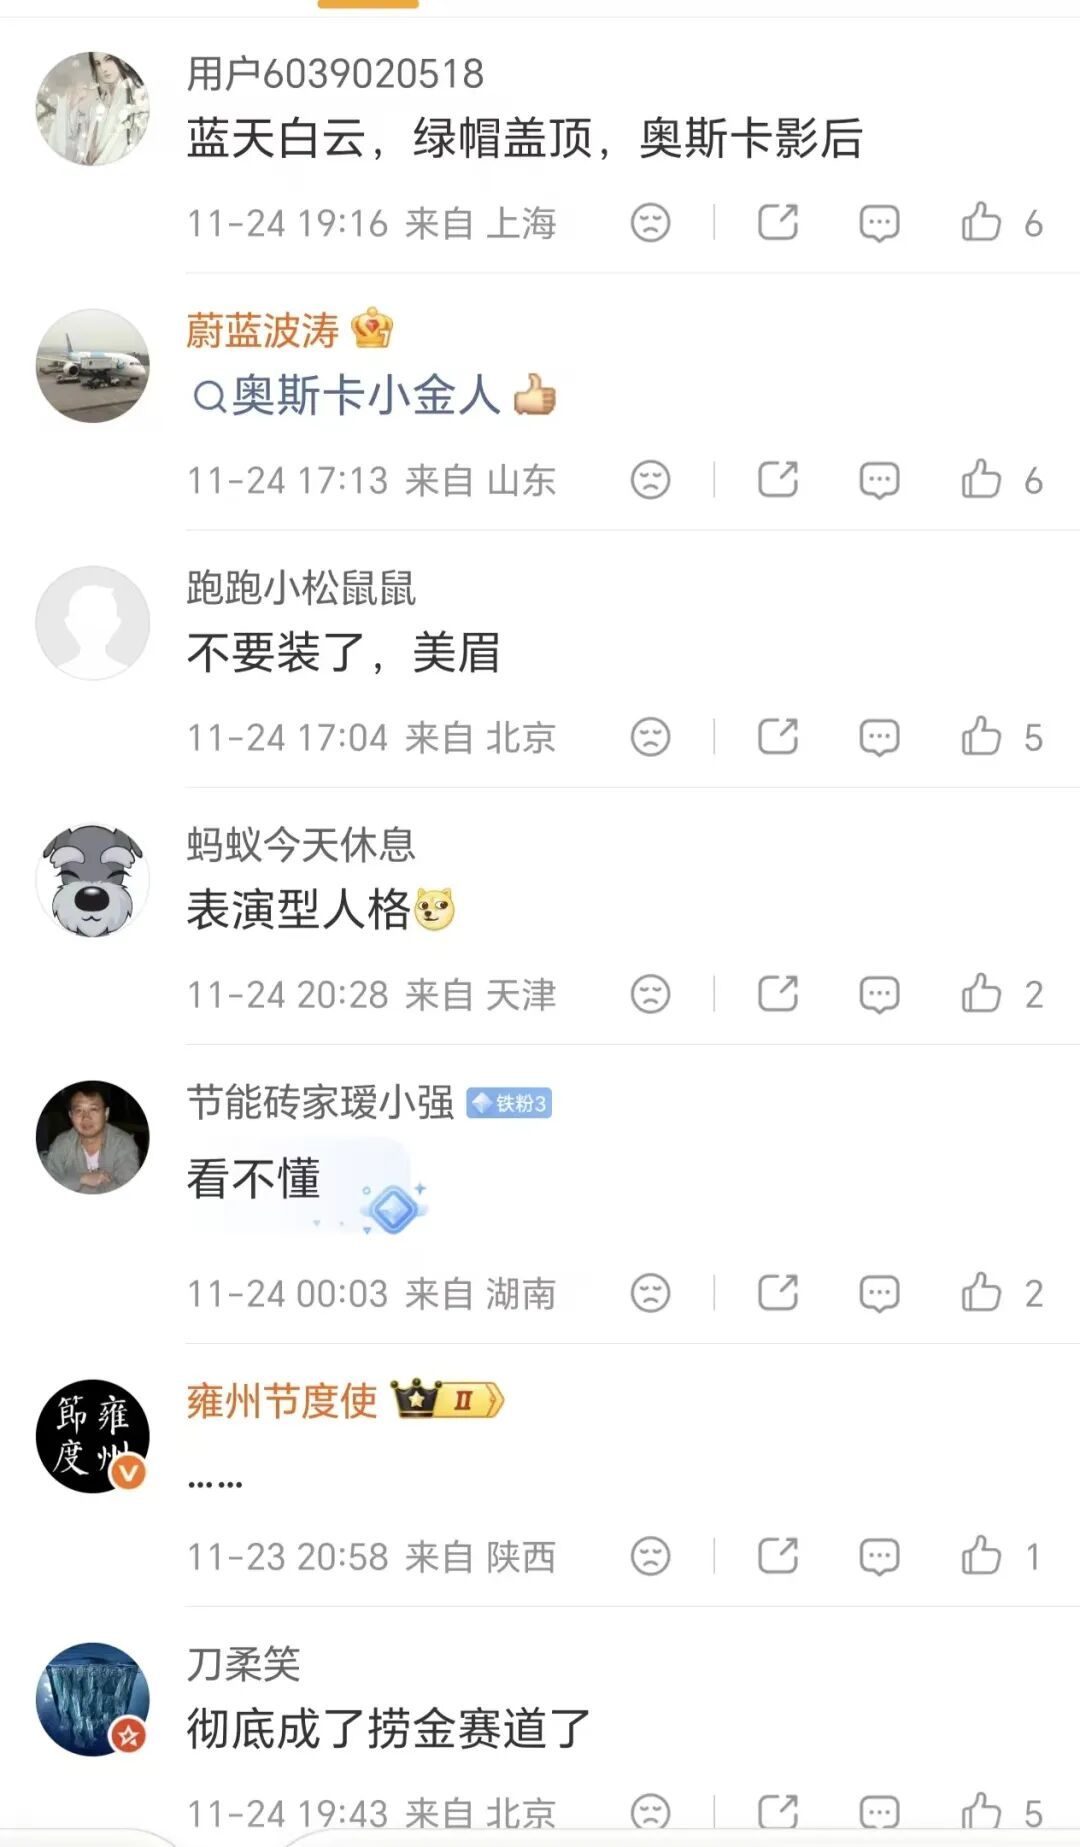 用户6039020518
蓝天白云，绿帽盖顶，奥斯卡影后
11-24 19:16 来自 上海 6
蔚蓝波涛
奥斯卡小金人
11-24 17:13 来自 山东 6
跑跑小松鼠鼠
不要装了，美眉
11-24 17:04 来自 北京 5
蚂蚁今天休息
表演型人格
11-24 20:28 来自 天津 2
节能砖家瑷小强 铁粉3
看不懂
11-24 00:03 来自 湖南 2
雍州节度使 II
節雍
度州
……
11-23 20:58 来自 陕西 1
刀柔笑
彻底成了捞金赛道了
11-24 19:43 来自 北京 5